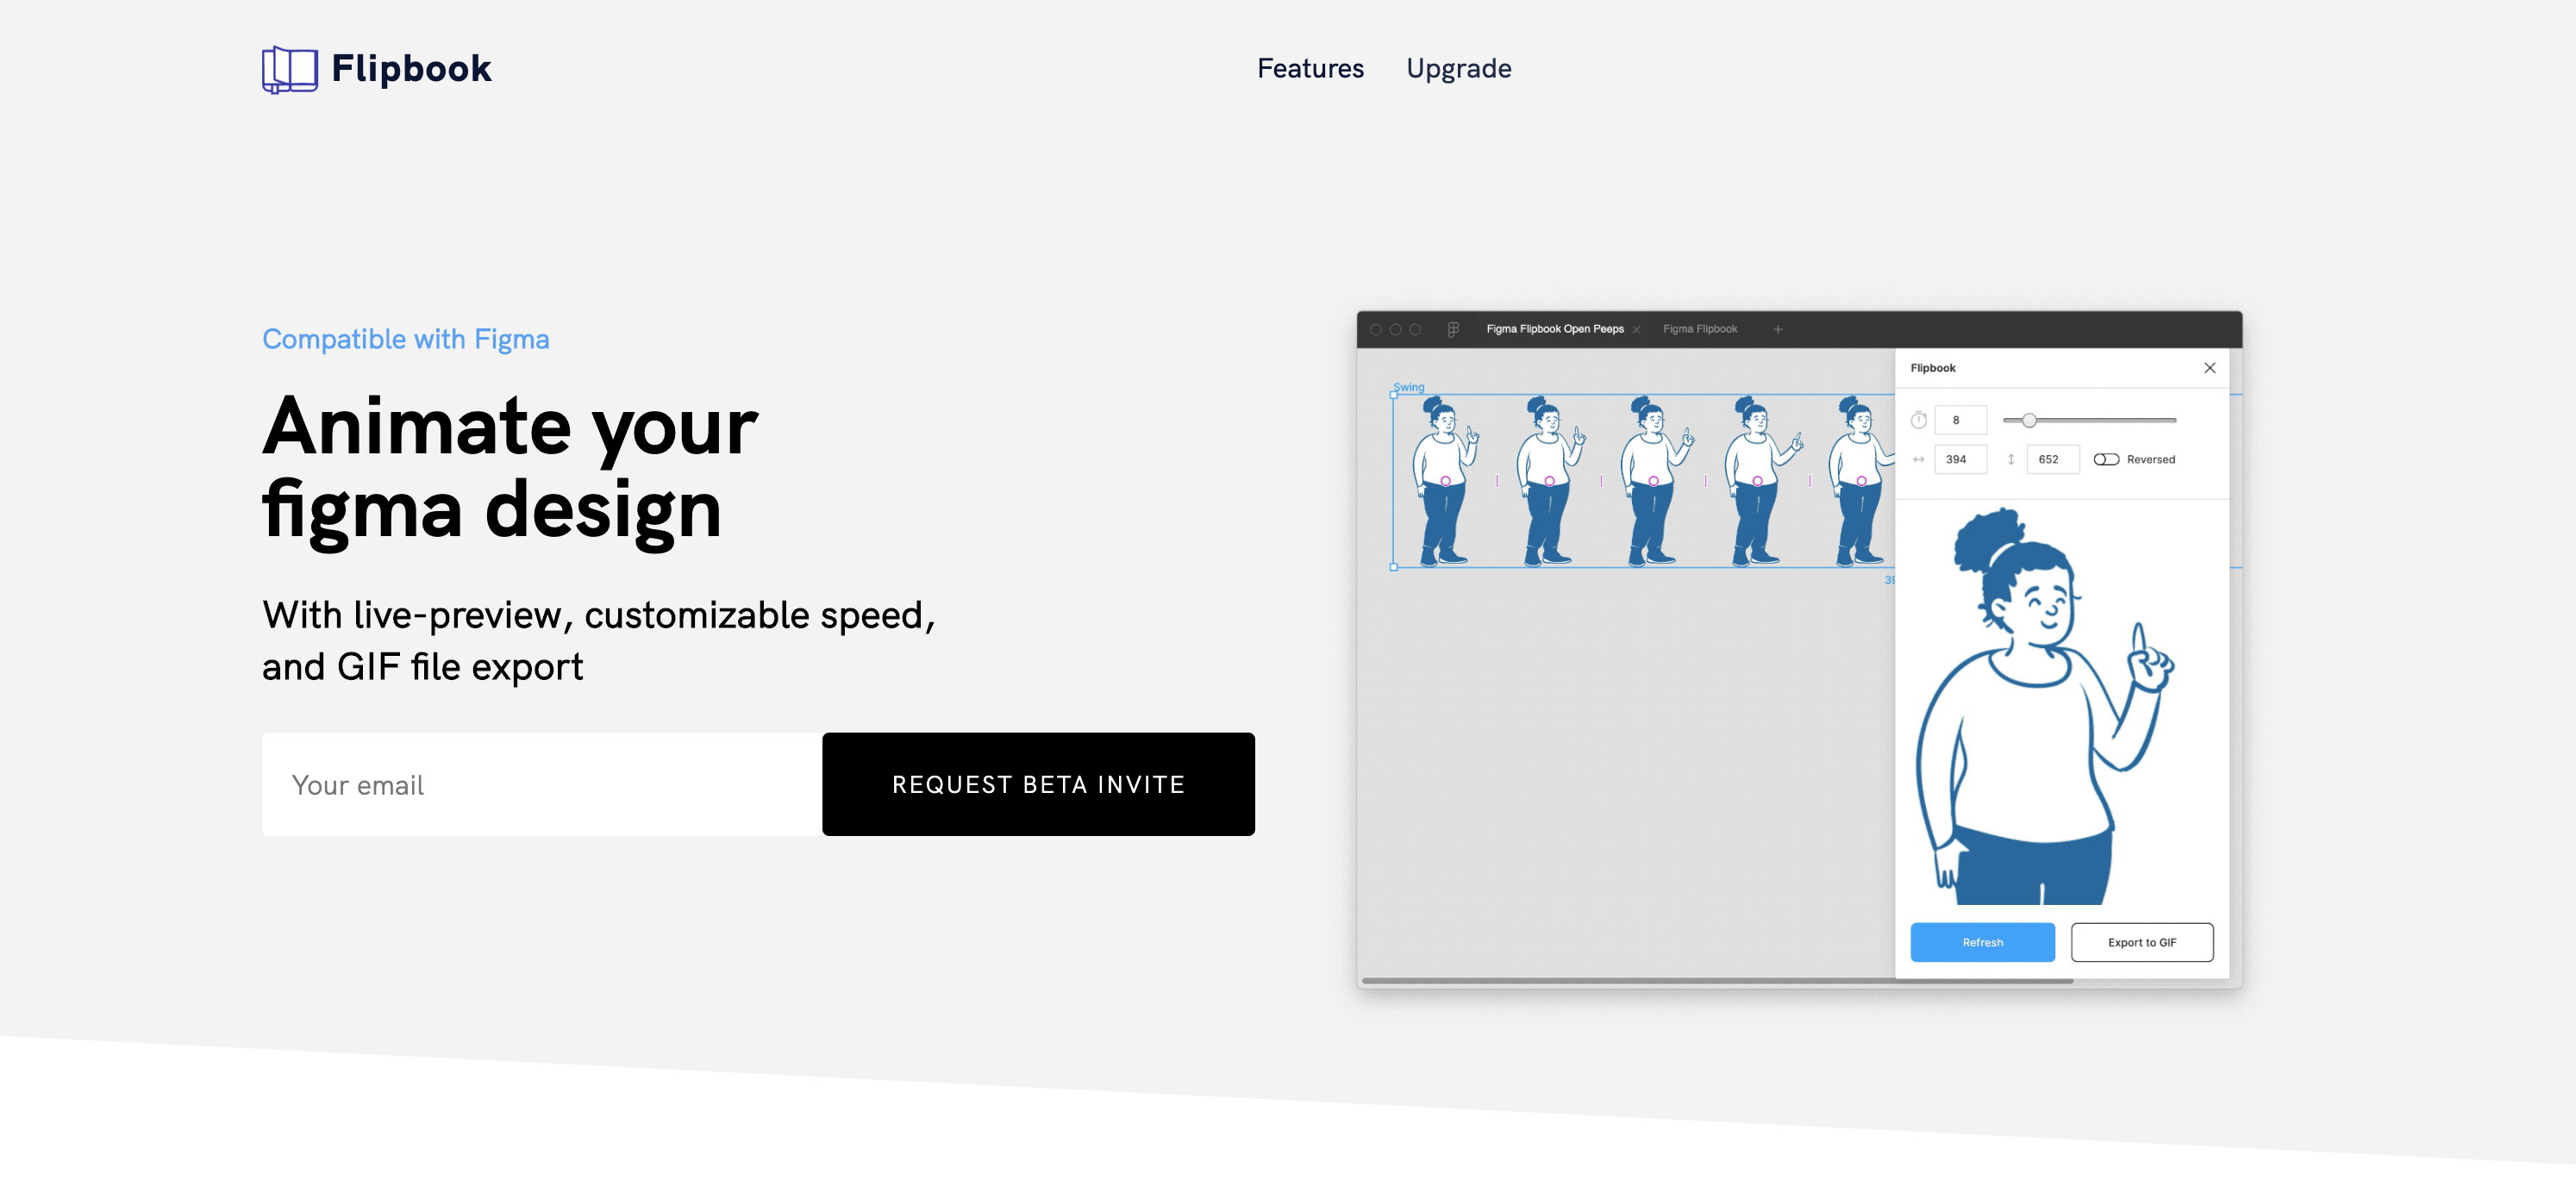 Flipbook
Features Upgrade
Compatible with Figma
Animate your
figma design
With live-preview, customizable speed,
and GIF file export
Your email
REQUEST BETA INVITE
Figma Flipbook Open Peeps
Figma Flipbook
Swing
39
Flipbook
8
394
652
Reversed
Refresh
Export to GIF